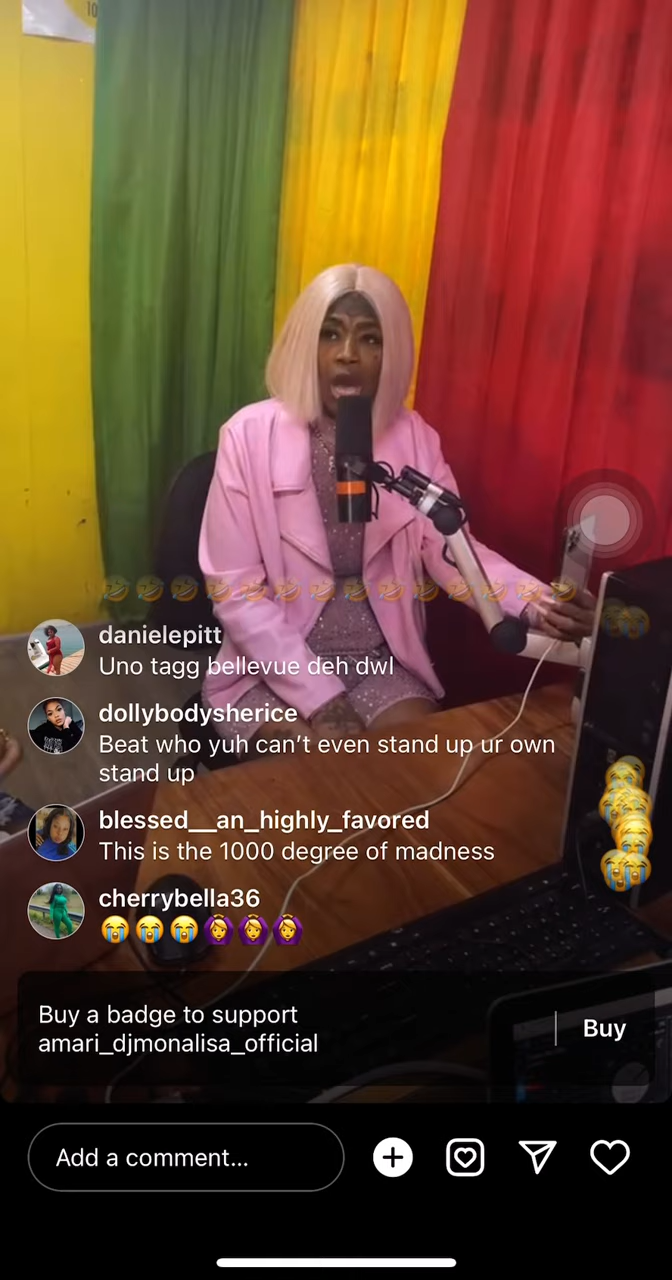 10
danielepitt
Uno tagg bellevue deh dwl
dollybodysherice
Beat who yuh can’t even stand up ur own
stand up
blessed__an_highly_favored
This is the 1000 degree of madness
cherrybella36
😭😭😭🙆‍♀️🙆‍♀️🙆‍♀️
Buy a badge to support
amari_djmonalisa_official
Buy
Add a comment...